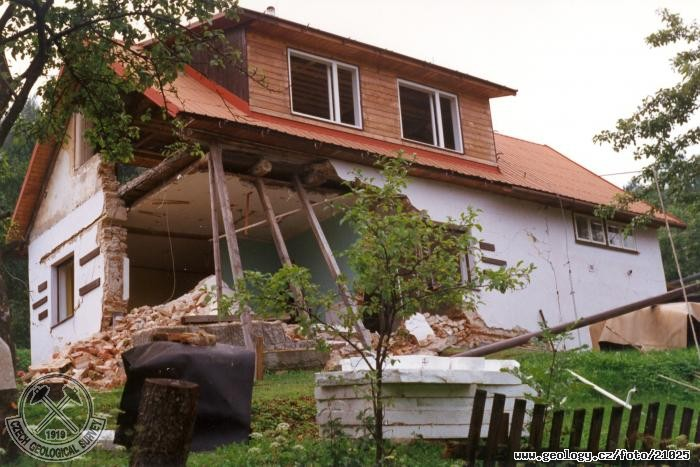 www.geology.cz/foto/21025
CZECH GEOLOGICAL SURVEY
1919